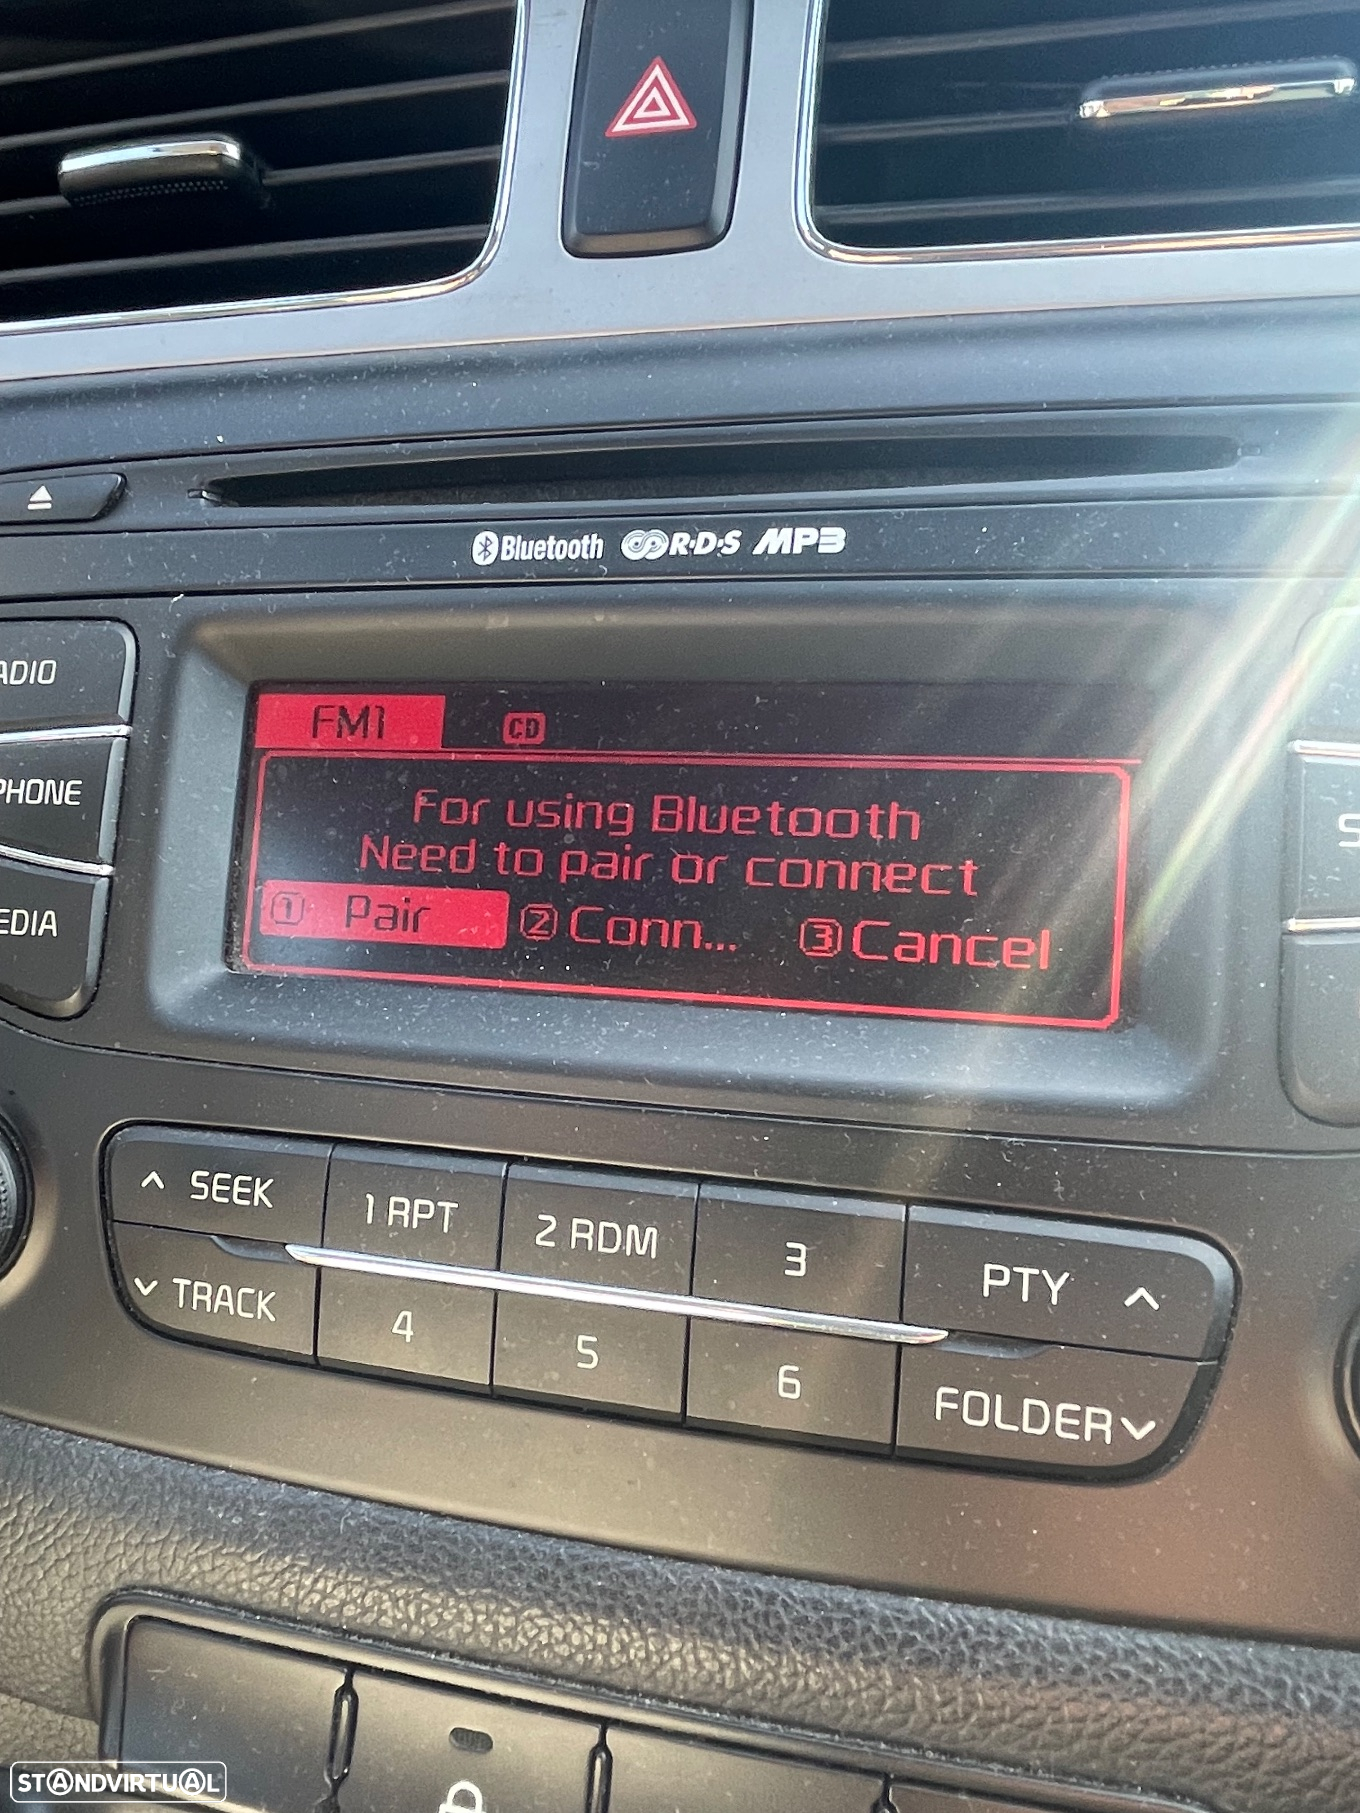 Bluetooth R·D·S MP3
ADIO
PHONE
EDIA
FM1 CD
For using Bluetooth
Need to pair or connect
1 Pair 2 Conn... 3 Cancel
S
SEEK 1 RPT 2 RDM 3 PTY
TRACK 4 5 6 FOLDER
STANDVIRTUAL